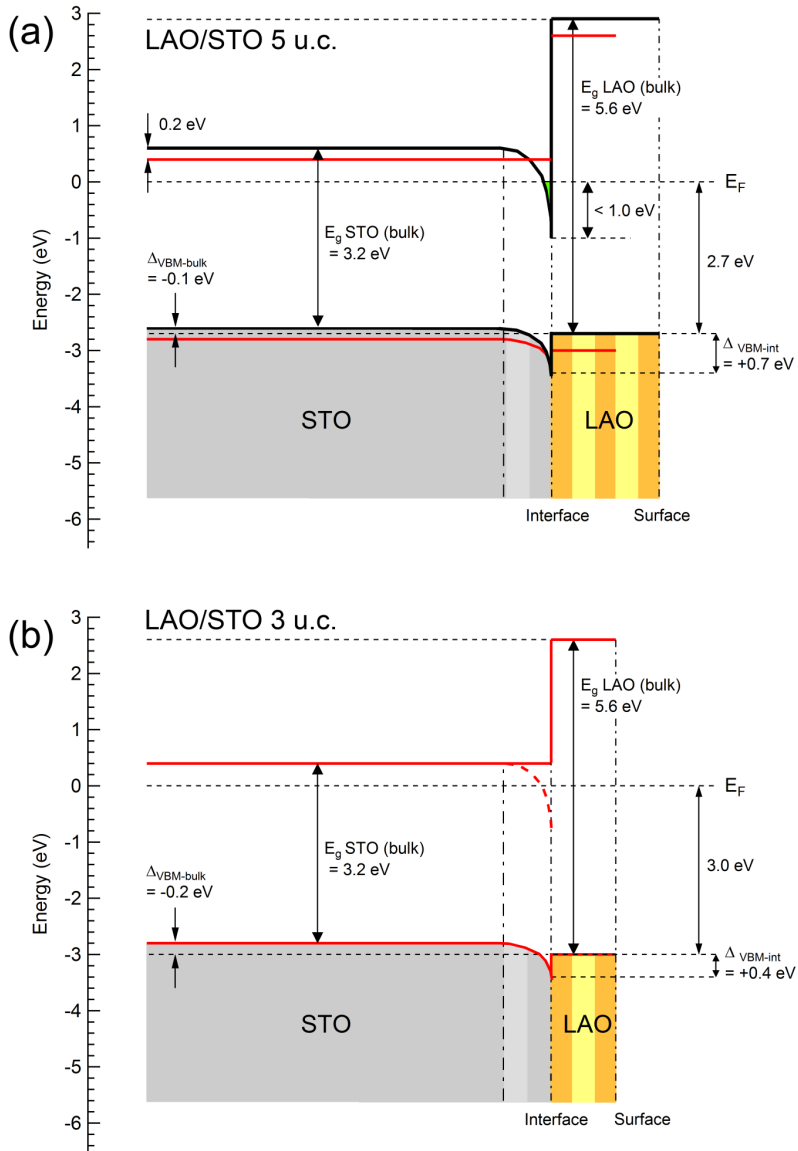 (a)
LAO/STO 5 u.c.
3
2
1
0
-1
-2
-3
-4
-5
-6
Energy (eV)
0.2 eV
E_g LAO (bulk)
= 5.6 eV
E_F
< 1.0 eV
E_g STO (bulk)
= 3.2 eV
2.7 eV
Δ_VBM-bulk
= -0.1 eV
Δ_VBM-int
= +0.7 eV
STO
LAO
Interface
Surface
(b)
LAO/STO 3 u.c.
3
2
1
0
-1
-2
-3
-4
-5
-6
Energy (eV)
E_g LAO (bulk)
= 5.6 eV
E_F
E_g STO (bulk)
= 3.2 eV
3.0 eV
Δ_VBM-bulk
= -0.2 eV
Δ_VBM-int
= +0.4 eV
STO
LAO
Interface
Surface